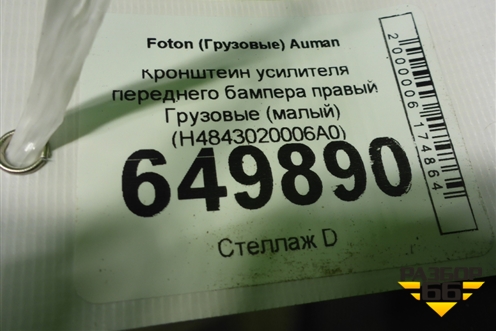 Foton (Грузовые) Auman
Кронштейн усилителя
переднего бампера правый
Грузовые (малый)
(H4843020006A0)
649890
Стеллаж D
2000006174864
РАЗБОР
66